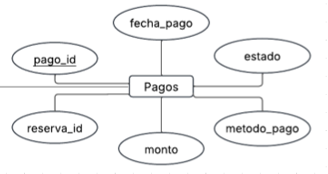 fecha_pago
pago_id
estado
Pagos
reserva_id
metodo_pago
monto